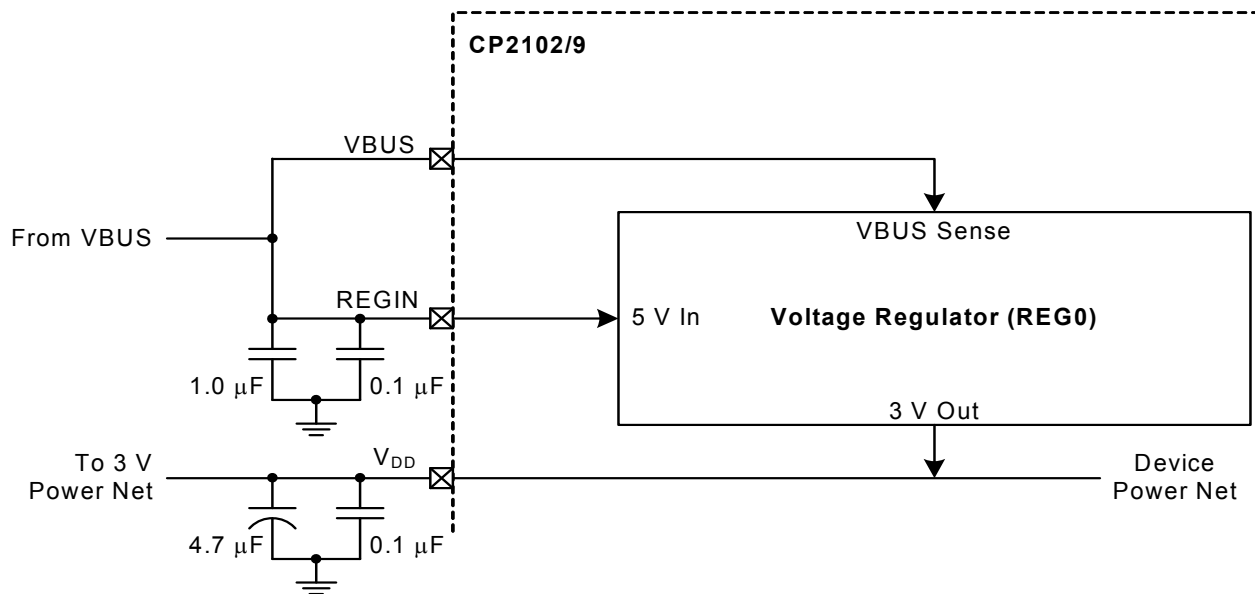 CP2102/9
VBUS
From VBUS
VBUS Sense
REGIN
5 V In
Voltage Regulator (REG0)
1.0 μF
0.1 μF
3 V Out
To 3 V
Power Net
VDD
Device
Power Net
4.7 μF
0.1 μF